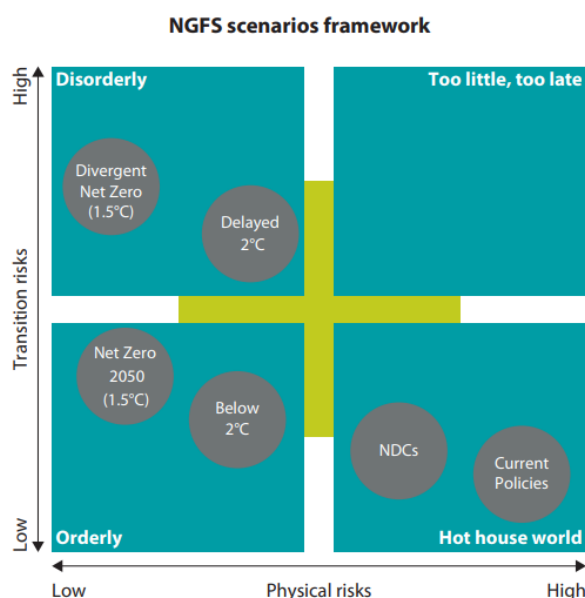 NGFS scenarios framework
High
Transition risks
Low
Disorderly
Too little, too late
Divergent
Net Zero
(1.5°C)
Delayed
2°C
Net Zero
2050
(1.5°C)
Below
2°C
NDCs
Current
Policies
Orderly
Hot house world
Low
Physical risks
High